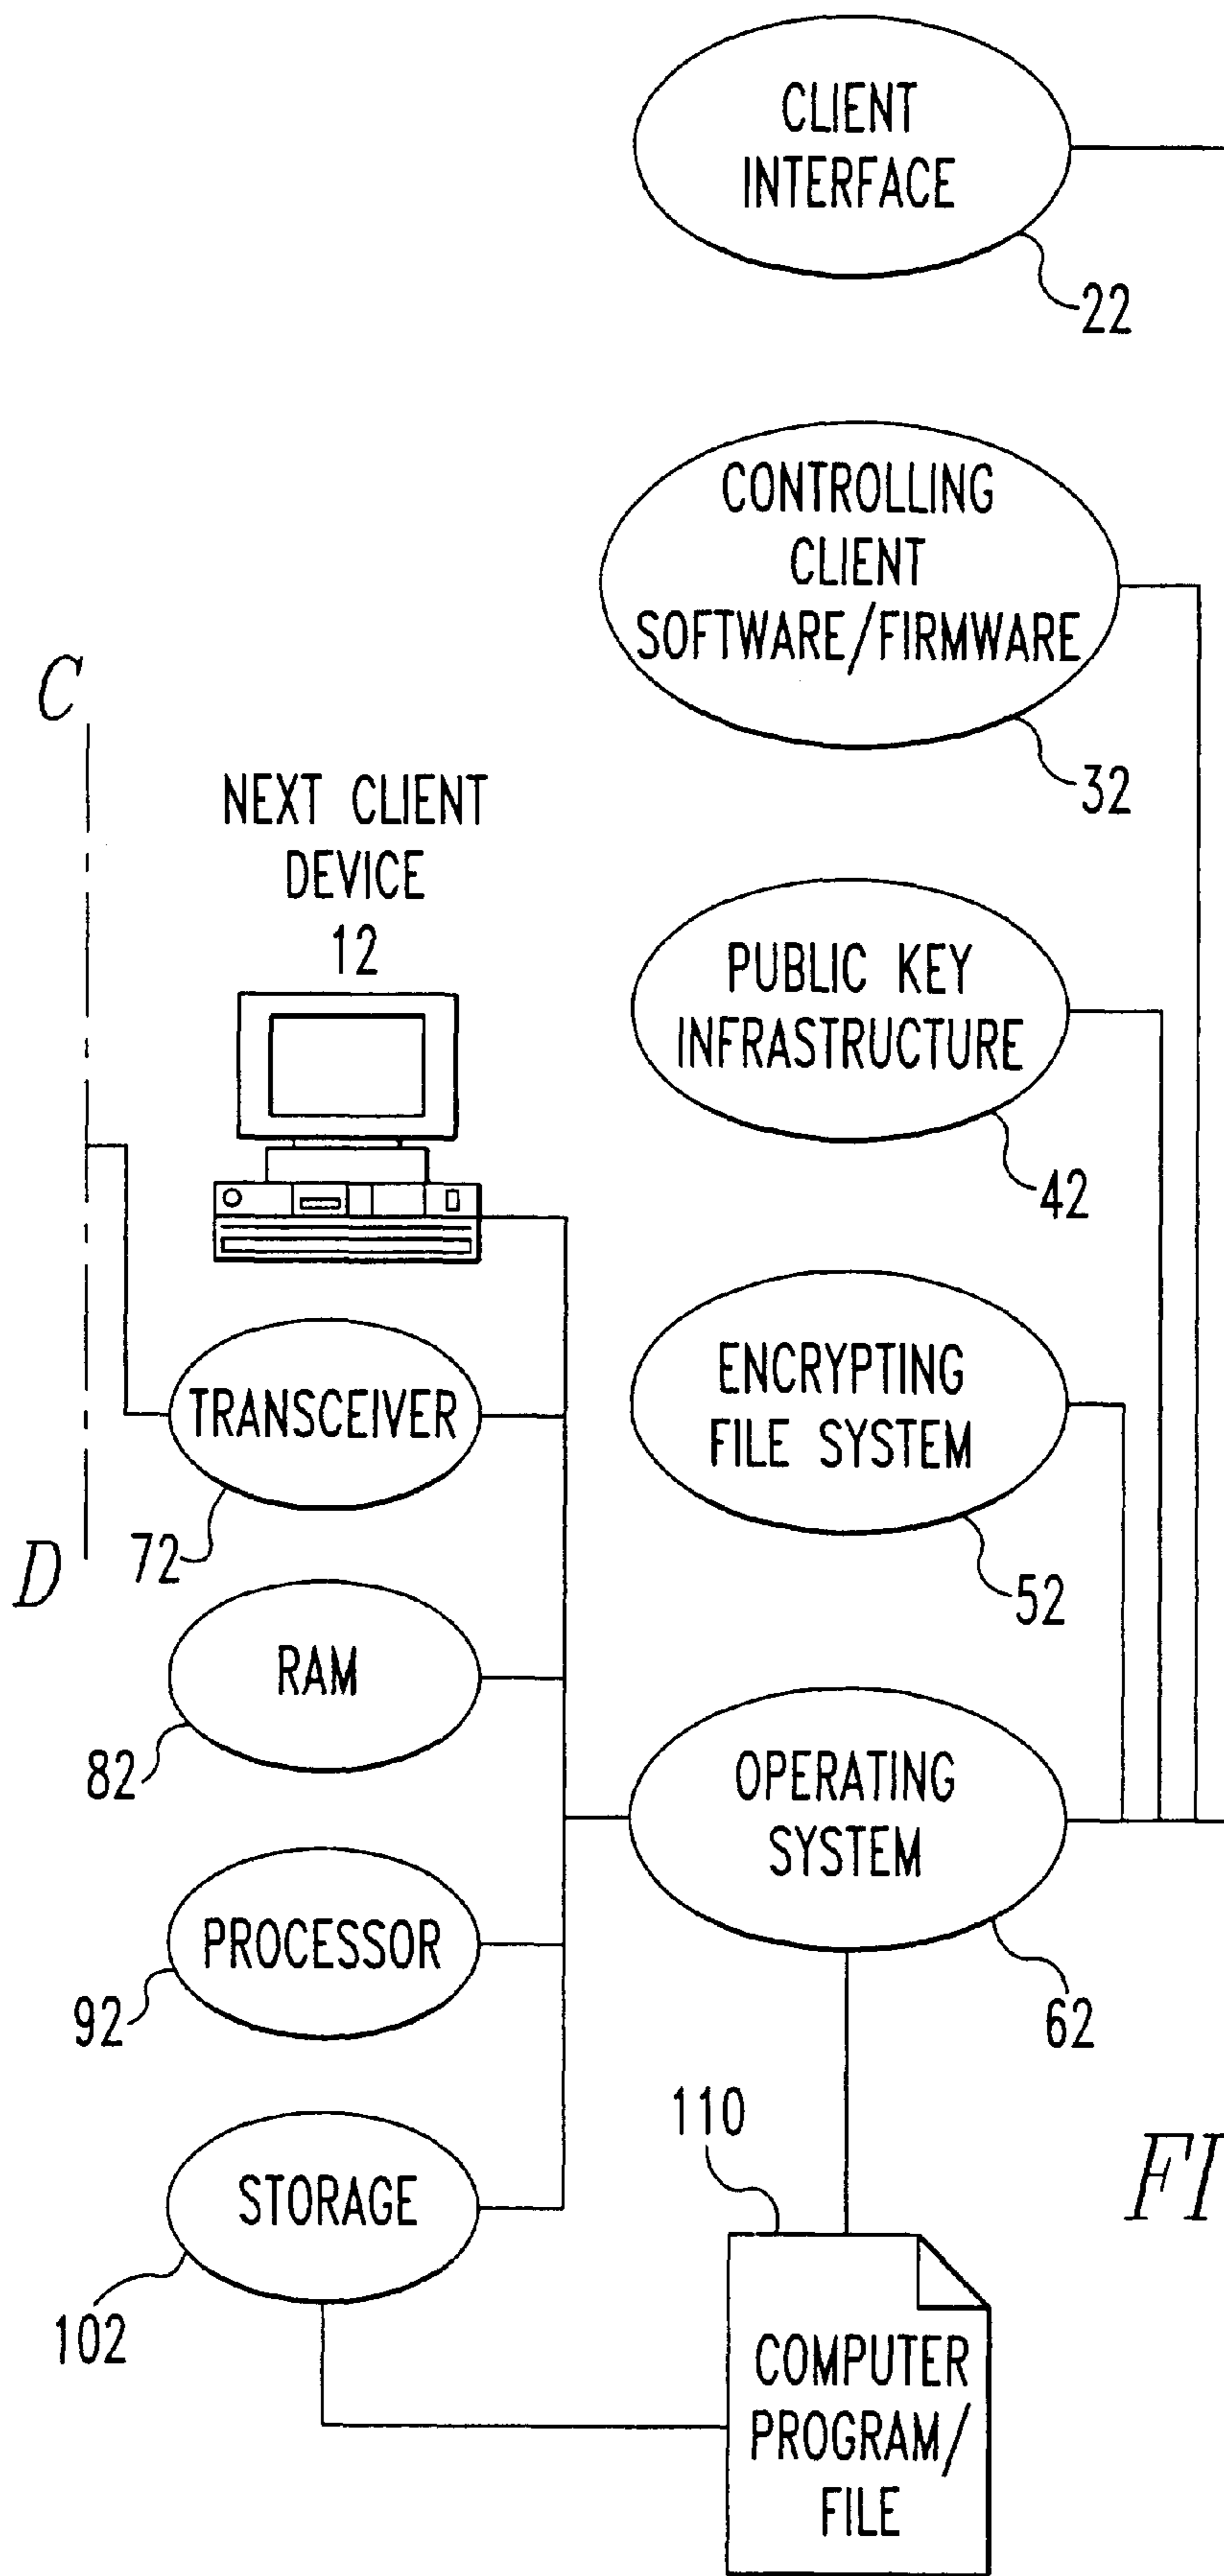 CLIENT
INTERFACE
22
CONTROLLING
CLIENT
SOFTWARE/FIRMWARE
32
C
NEXT CLIENT
DEVICE
12
PUBLIC KEY
INFRASTRUCTURE
42
ENCRYPTING
FILE SYSTEM
52
TRANSCEIVER
72
D
RAM
82
OPERATING
SYSTEM
62
PROCESSOR
92
STORAGE
102
110
COMPUTER
PROGRAM/
FILE
FI